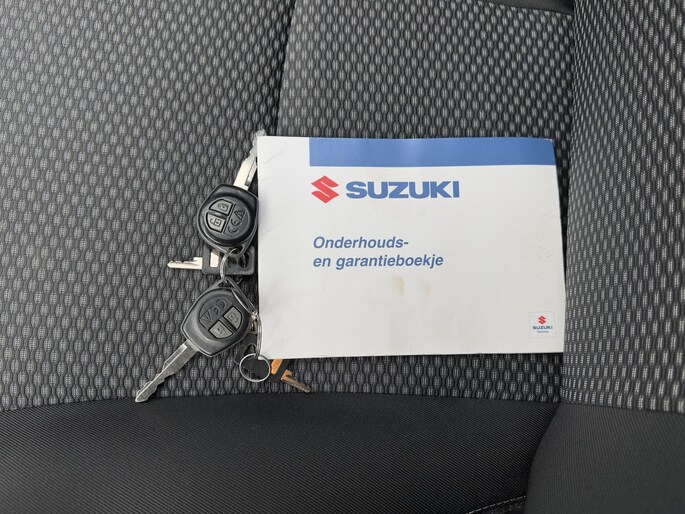 SUZUKI
Onderhouds-
en garantieboekje
SUZUKI